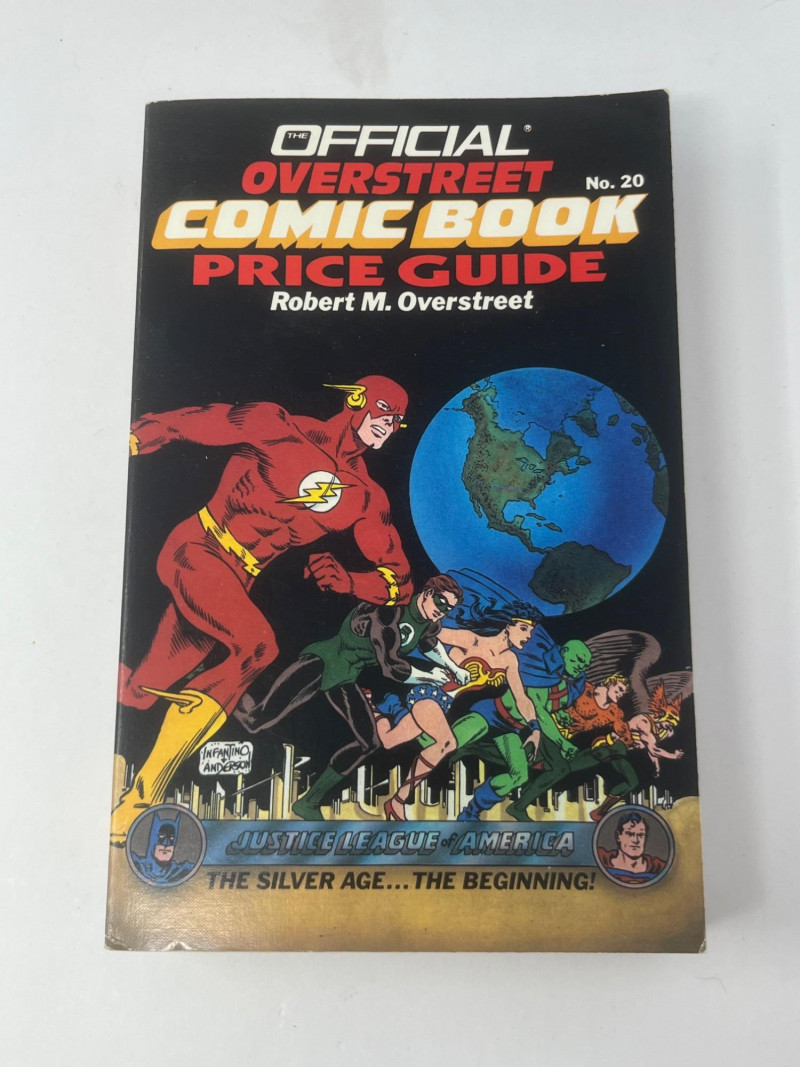 THE OFFICIAL®
OVERSTREET
No. 20
COMIC BOOK
PRICE GUIDE
Robert M. Overstreet
INFANTINO
+
ANDERSON
JUSTICE LEAGUE of AMERICA
THE SILVER AGE...THE BEGINNING!